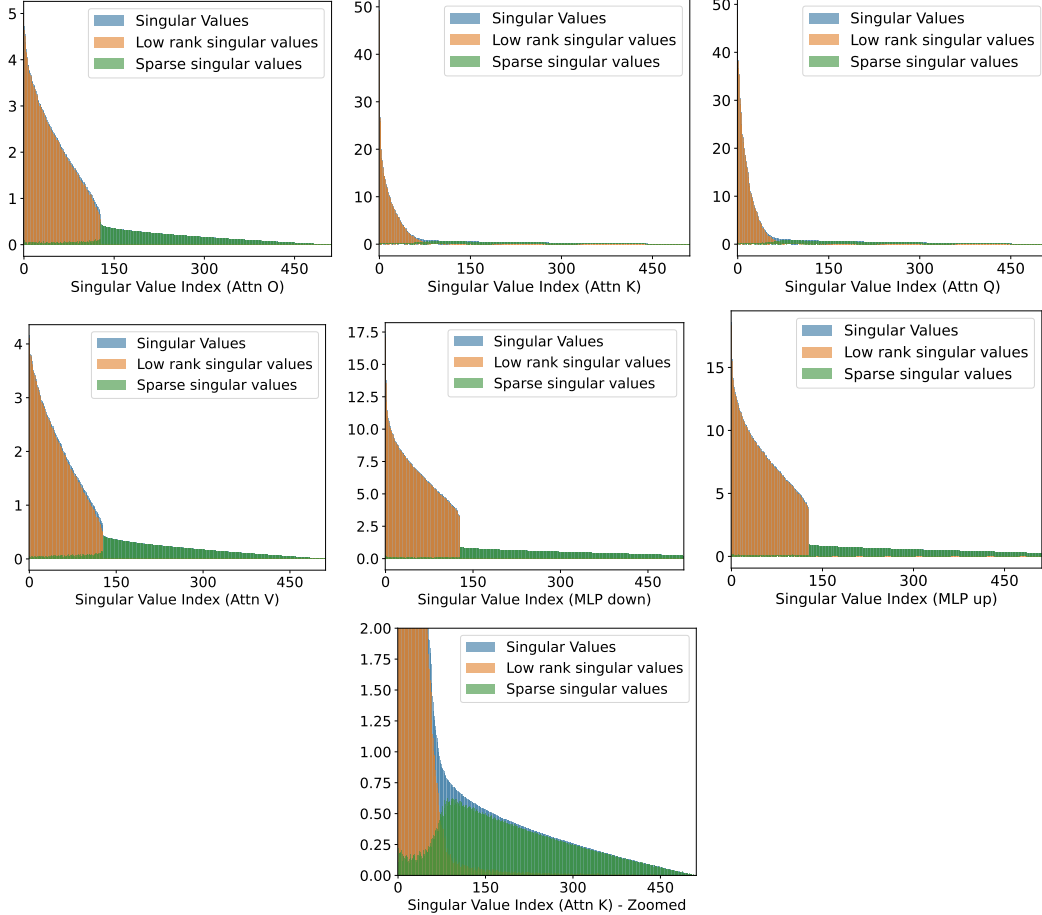 5
4
3
2
1
0
Singular Values
Low rank singular values
Sparse singular values
0 150 300 450
Singular Value Index (Attn O)
50
40
30
20
10
0
Singular Values
Low rank singular values
Sparse singular values
0 150 300 450
Singular Value Index (Attn K)
50
40
30
20
10
0
Singular Values
Low rank singular values
Sparse singular values
0 150 300 450
Singular Value Index (Attn Q)
4
3
2
1
0
Singular Values
Low rank singular values
Sparse singular values
0 150 300 450
Singular Value Index (Attn V)
17.5
15.0
12.5
10.0
7.5
5.0
2.5
0.0
Singular Values
Low rank singular values
Sparse singular values
0 150 300 450
Singular Value Index (MLP down)
15
10
5
0
Singular Values
Low rank singular values
Sparse singular values
0 150 300 450
Singular Value Index (MLP up)
2.00
1.75
1.50
1.25
1.00
0.75
0.50
0.25
0.00
Singular Values
Low rank singular values
Sparse singular values
0 150 300 450
Singular Value Index (Attn K) - Zoomed